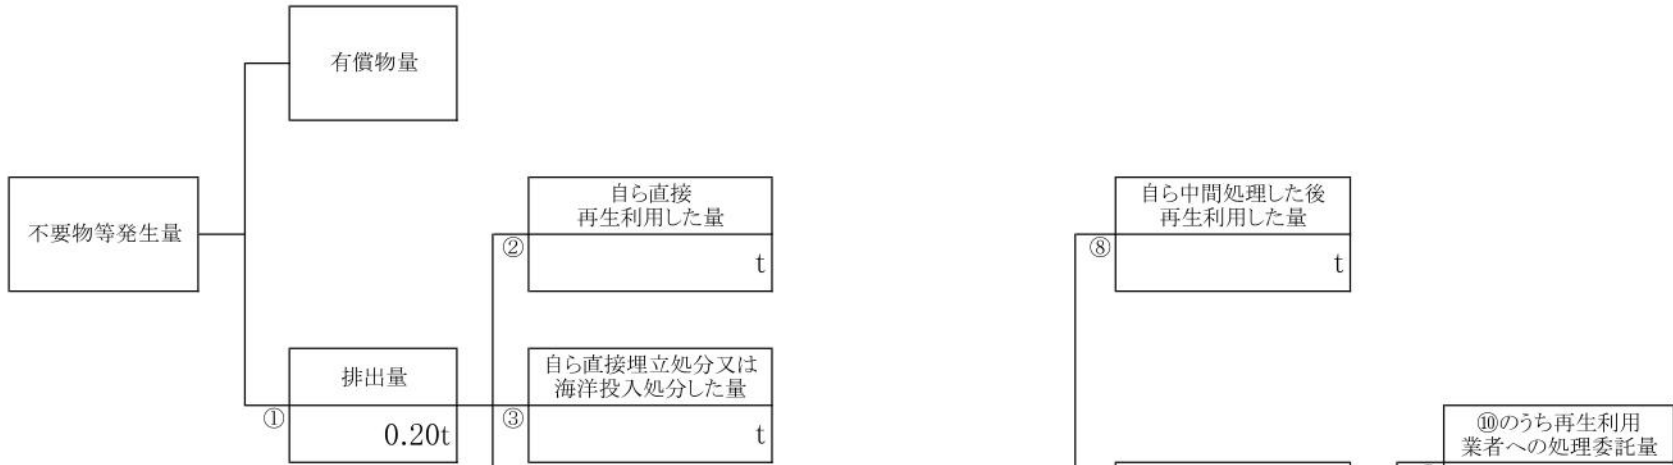 有償物量
不要物等発生量
自ら直接
再生利用した量
②
t
自ら中間処理した後
再生利用した量
⑧
t
排出量
①
0.20t
自ら直接埋立処分又は
海洋投入処分した量
③
t
⑩のうち再生利用
業者への処理委託量